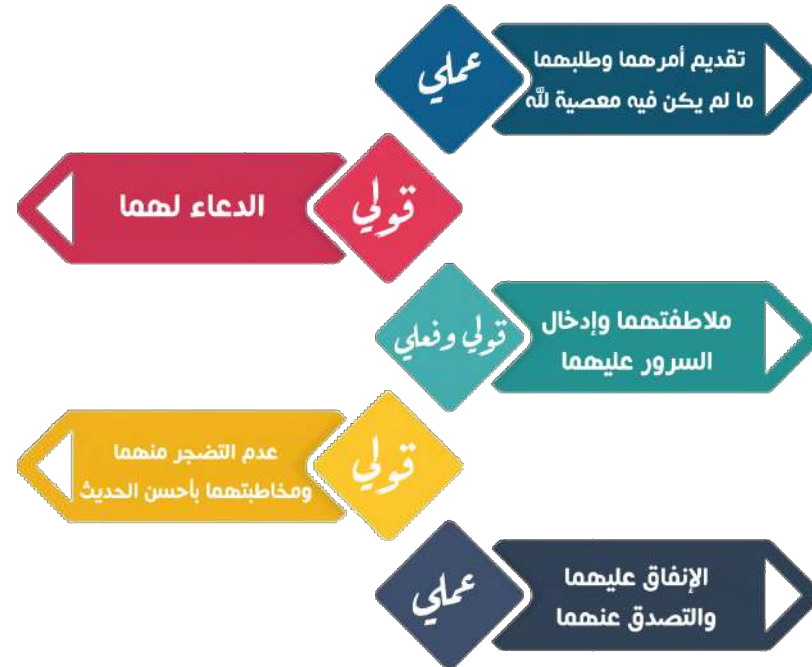 تقديم أمرهما وطلبهما
ما لم يكن فيه معصية لله
عملي
الدعاء لهما
قولي
ملاطفتهما وإدخال
السرور عليهما
قولي وفعلي
عدم التضجر منهما
ومخاطبتهما بأحسن الحديث
قولي
الإنفاق عليهما
والتصدق عنهما
عملي